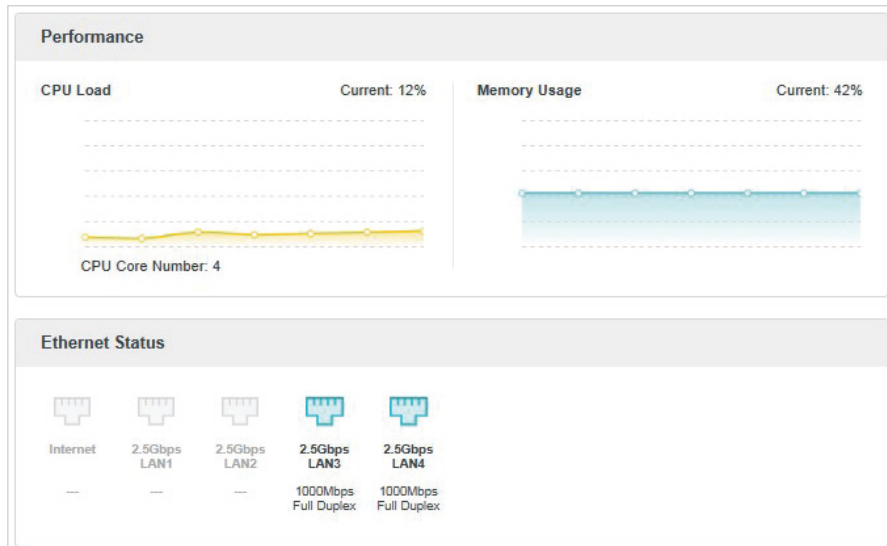 Performance
CPU Load
Current: 12%
Memory Usage
Current: 42%
CPU Core Number: 4
Ethernet Status
Internet
2.5Gbps
LAN1
2.5Gbps
LAN2
2.5Gbps
LAN3
2.5Gbps
LAN4
---
---
---
1000Mbps
Full Duplex
1000Mbps
Full Duplex